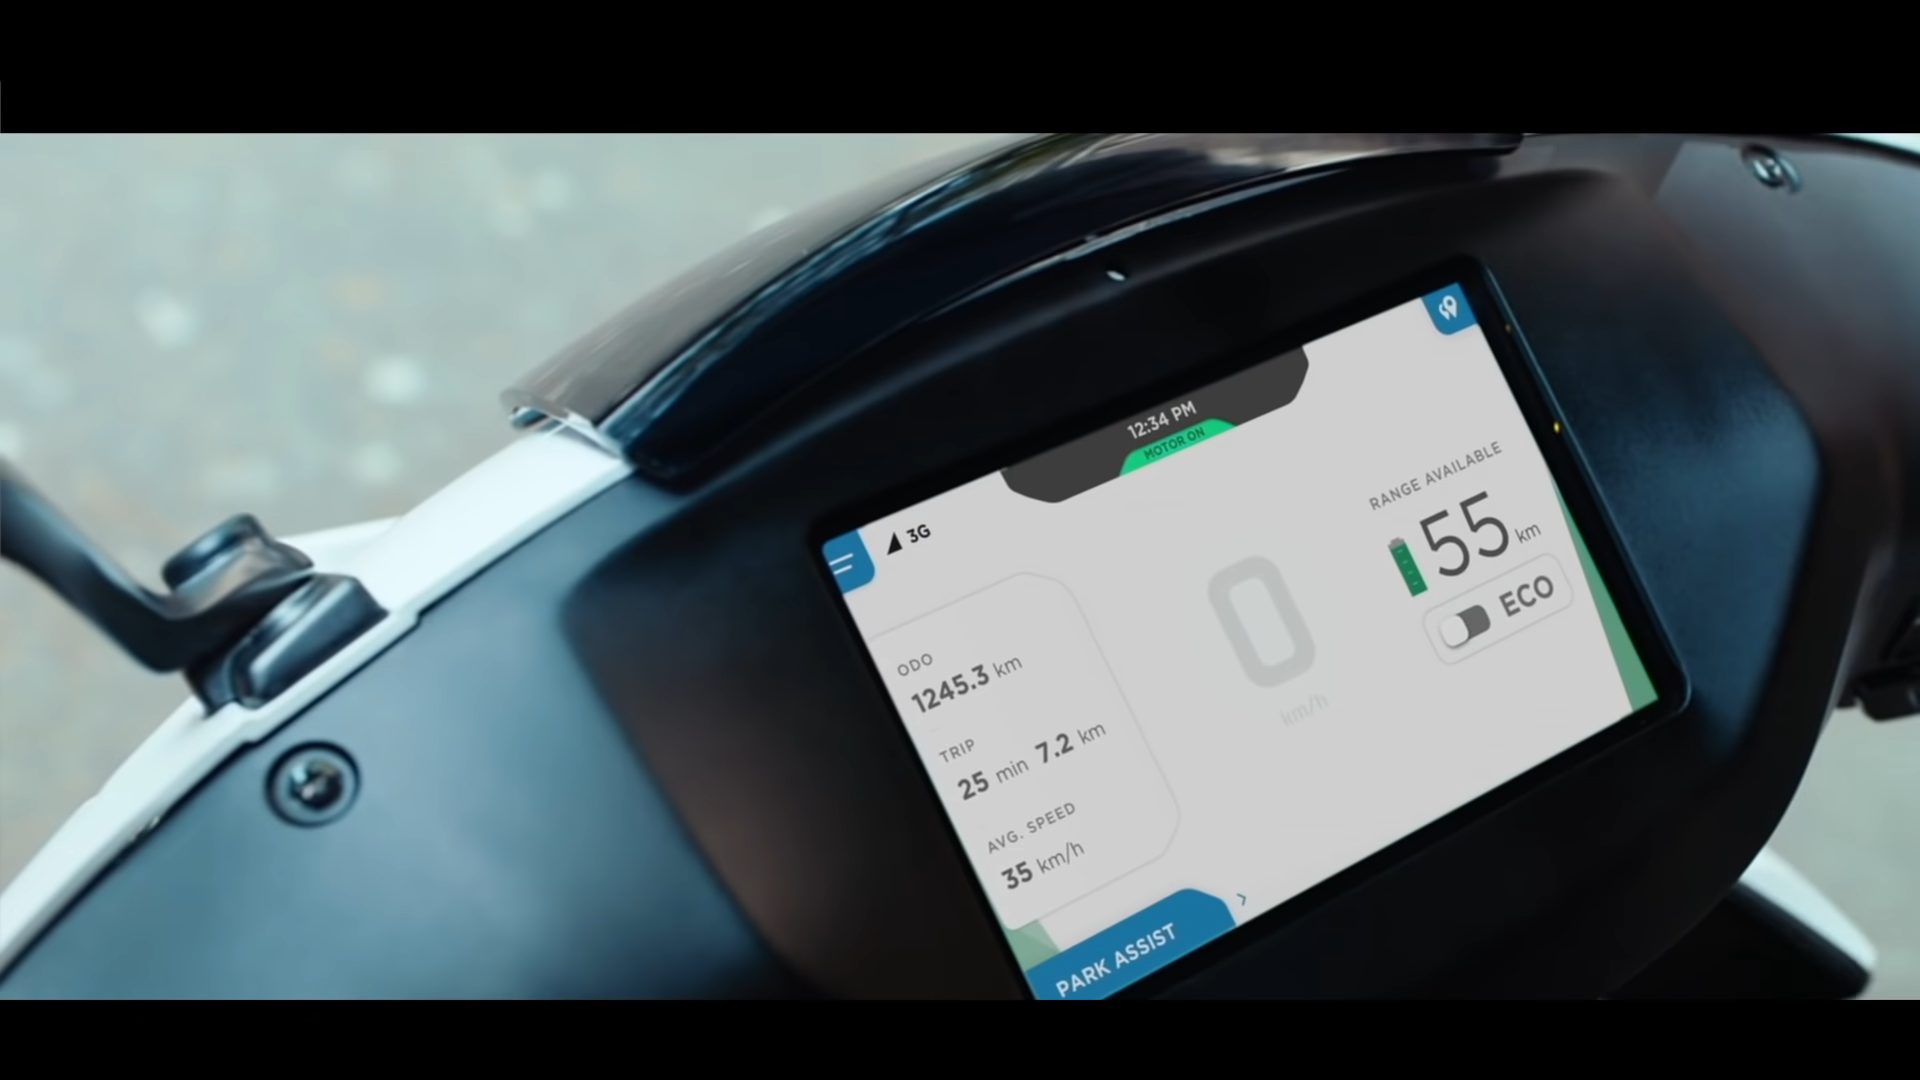 12:34 PM
MOTOR ON
3G
RANGE AVAILABLE
55 km
ECO
0
km/h
ODO
1245.3 km
TRIP
25 min 7.2 km
AVG. SPEED
35 km/h
PARK ASSIST